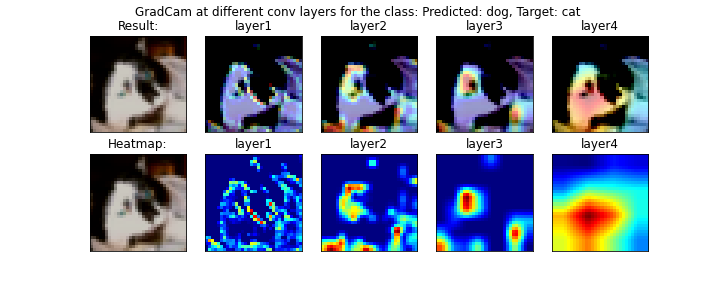 GradCam at different conv layers for the class: Predicted: dog, Target: cat
Result: layer1 layer2 layer3 layer4
Heatmap: layer1 layer2 layer3 layer4